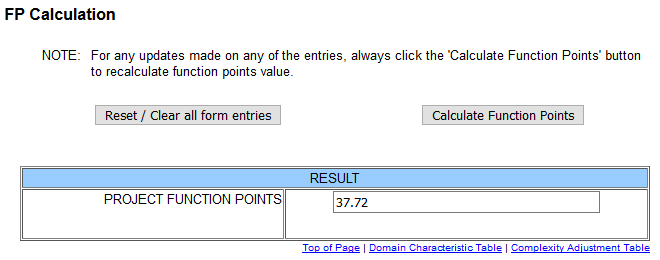 FP Calculation
NOTE: For any updates made on any of the entries, always click the 'Calculate Function Points' button
to recalculate function points value.
Reset / Clear all form entries Calculate Function Points
RESULT
PROJECT FUNCTION POINTS 37.72
Top of Page | Domain Characteristic Table | Complexity Adjustment Table